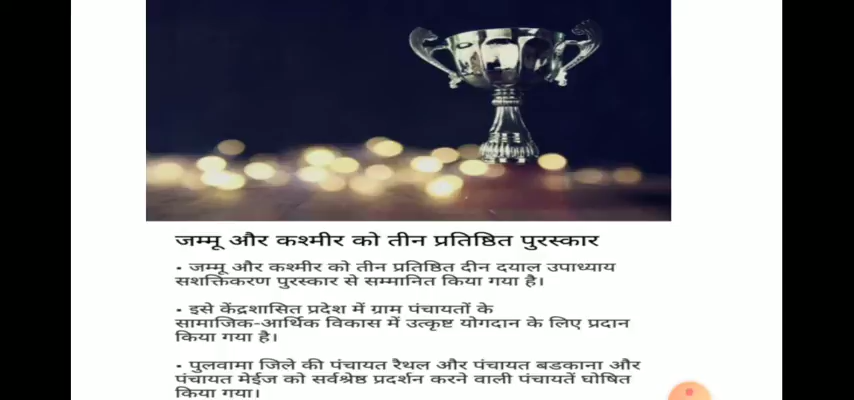 जम्मू और कश्मीर को तीन प्रतिष्ठित पुरस्कार
• जम्मू और कश्मीर को तीन प्रतिष्ठित दीन दयाल उपाध्याय
सशक्तिकरण पुरस्कार से सम्मानित किया गया है।
• इसे केंद्रशासित प्रदेश में ग्राम पंचायतों के
सामाजिक-आर्थिक विकास में उत्कृष्ट योगदान के लिए प्रदान
किया गया है।
• पुलवामा जिले की पंचायत रैथल और पंचायत बडकाना और
पंचायत मेईज को सर्वश्रेष्ठ प्रदर्शन करने वाली पंचायतें घोषित
किया गया।